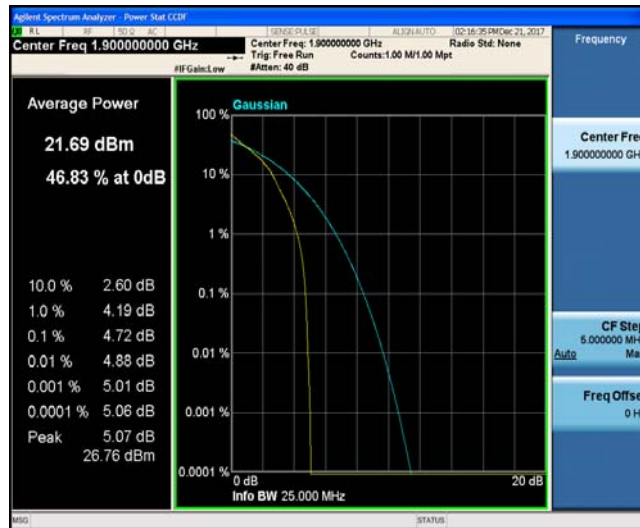 Agilent Spectrum Analyzer - Power Stat CCDF
RL RF 50 Ω AC SENSE:PULSE ALIGN AUTO 02:16:35 PM Dec 21, 2017
Center Freq 1.900000000 GHz
Center Freq: 1.900000000 GHz Radio Std: None
Trig: Free Run Counts:1.00 M/1.00 Mpt
#IFGain:Low #Atten: 40 dB
Frequency
Average Power
21.69 dBm
46.83 % at 0dB
10.0 % 2.60 dB
1.0 % 4.19 dB
0.1 % 4.72 dB
0.01 % 4.88 dB
0.001 % 5.01 dB
0.0001 % 5.06 dB
Peak 5.07 dB
26.76 dBm
Gaussian
100 %
10 %
1 %
0.1 %
0.01 %
0.001 %
0.0001 %
0 dB 20 dB
Info BW 25.000 MHz
Center Fre
1.900000000 GH
CF Step
5.000000 MH
Auto Ma
Freq Offse
0 H
MSG STATUS